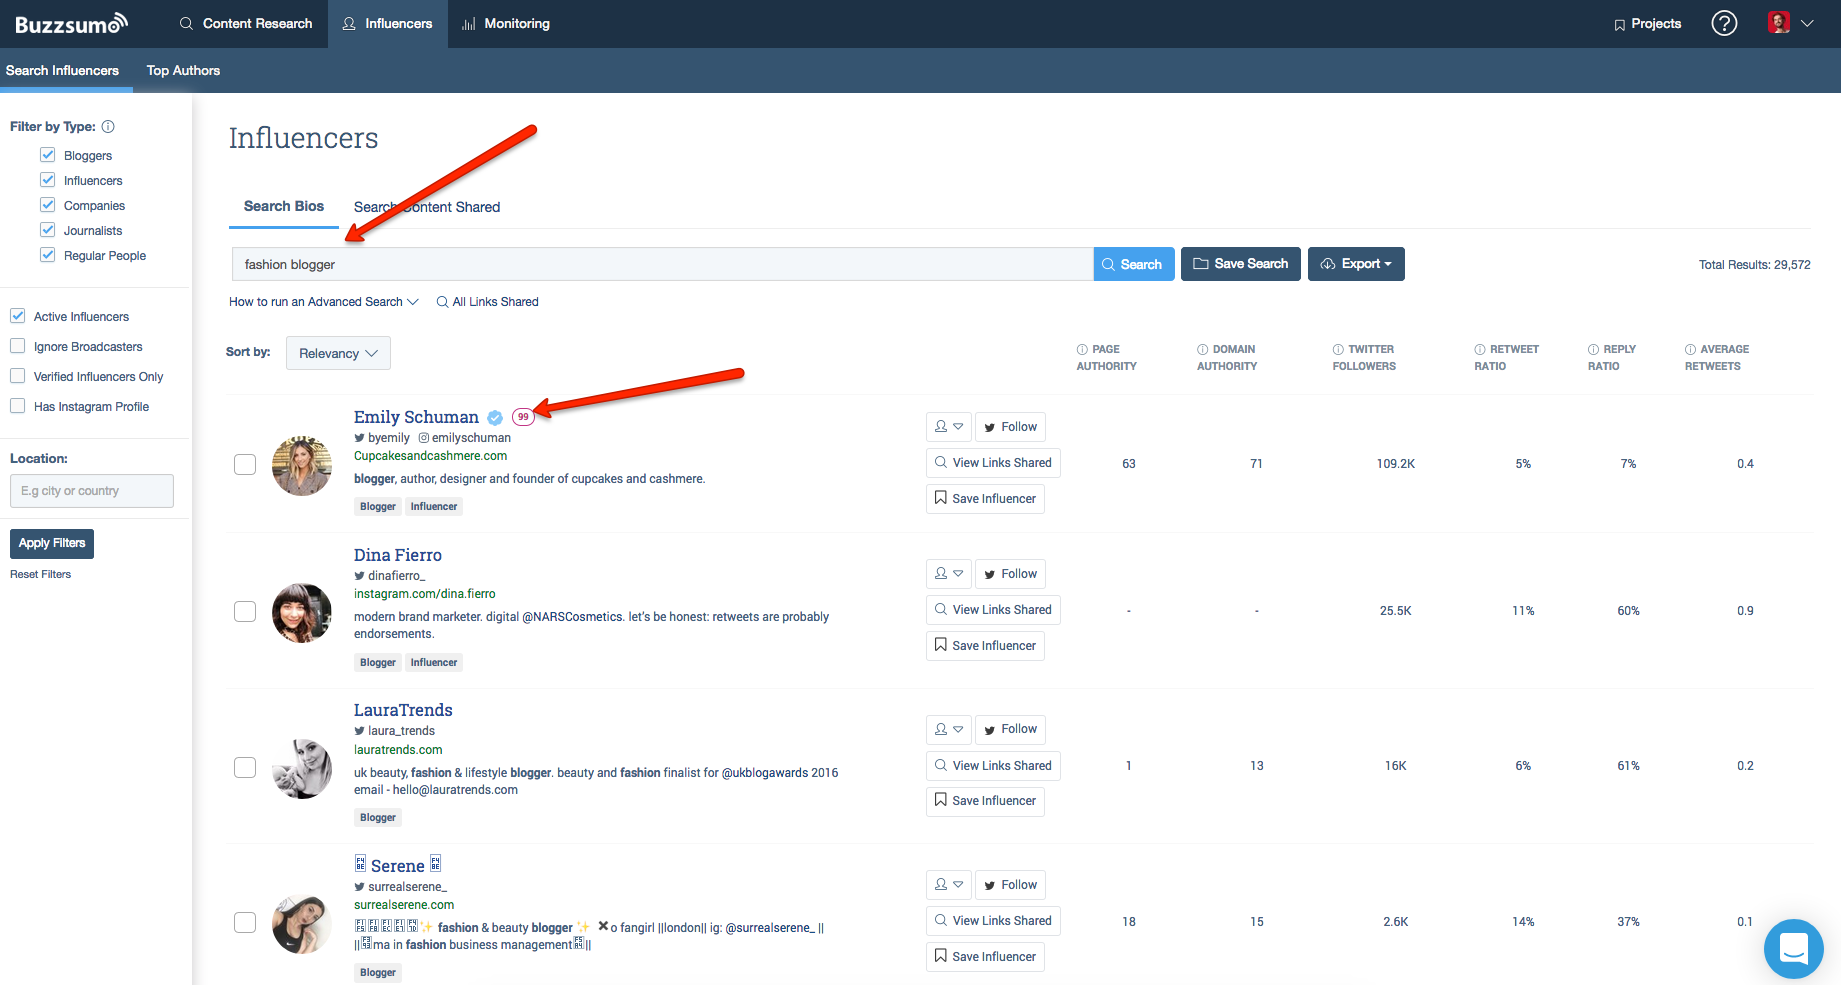 Buzzsumo
Content Research
Influencers
Monitoring
Projects
?
Search Influencers
Top Authors
Filter by Type:
Bloggers
Influencers
Companies
Journalists
Regular People
Active Influencers
Ignore Broadcasters
Verified Influencers Only
Has Instagram Profile
Location:
E.g city or country
Apply Filters
Reset Filters
Influencers
Search Bios
Search Content Shared
fashion blogger
Search
Save Search
Export
Total Results: 29,572
How to run an Advanced Search
All Links Shared
Sort by:
Relevancy
PAGE AUTHORITY
DOMAIN AUTHORITY
TWITTER FOLLOWERS
RETWEET RATIO
REPLY RATIO
AVERAGE RETWEETS
Emily Schuman 99
byemily emilyschuman
Cupcakesandcashmere.com
blogger, author, designer and founder of cupcakes and cashmere.
Blogger Influencer
Follow
View Links Shared
Save Influencer
63 71 109.2K 5% 7% 0.4
Dina Fierro
dinafierro_
instagram.com/dina.fierro
modern brand marketer. digital @NARSCosmetics. let's be honest: retweets are probably
endorsements.
Blogger Influencer
Follow
View Links Shared
Save Influencer
- - 25.5K 11% 60% 0.9
LauraTrends
laura_trends
lauratrends.com
uk beauty, fashion & lifestyle blogger. beauty and fashion finalist for @ukblogawards 2016
email - hello@lauratrends.com
Blogger
Follow
View Links Shared
Save Influencer
1 13 16K 6% 61% 0.2
Serene
surrealserene_
surrealserene.com
✨ fashion & beauty blogger ✨ ✖o fangirl ||london|| ig: @surrealserene_ ||
|| ma in fashion business management ||
Blogger
Follow
View Links Shared
Save Influencer
18 15 2.6K 14% 37% 0.1